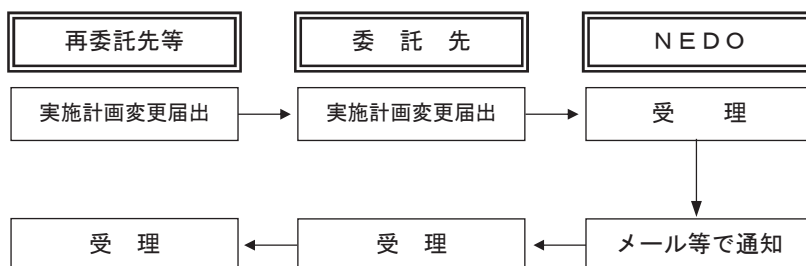 再委託先等 委 託 先 ＮＥＤＯ
実施計画変更届出 実施計画変更届出 受 理
受 理 受 理 メール等で通知